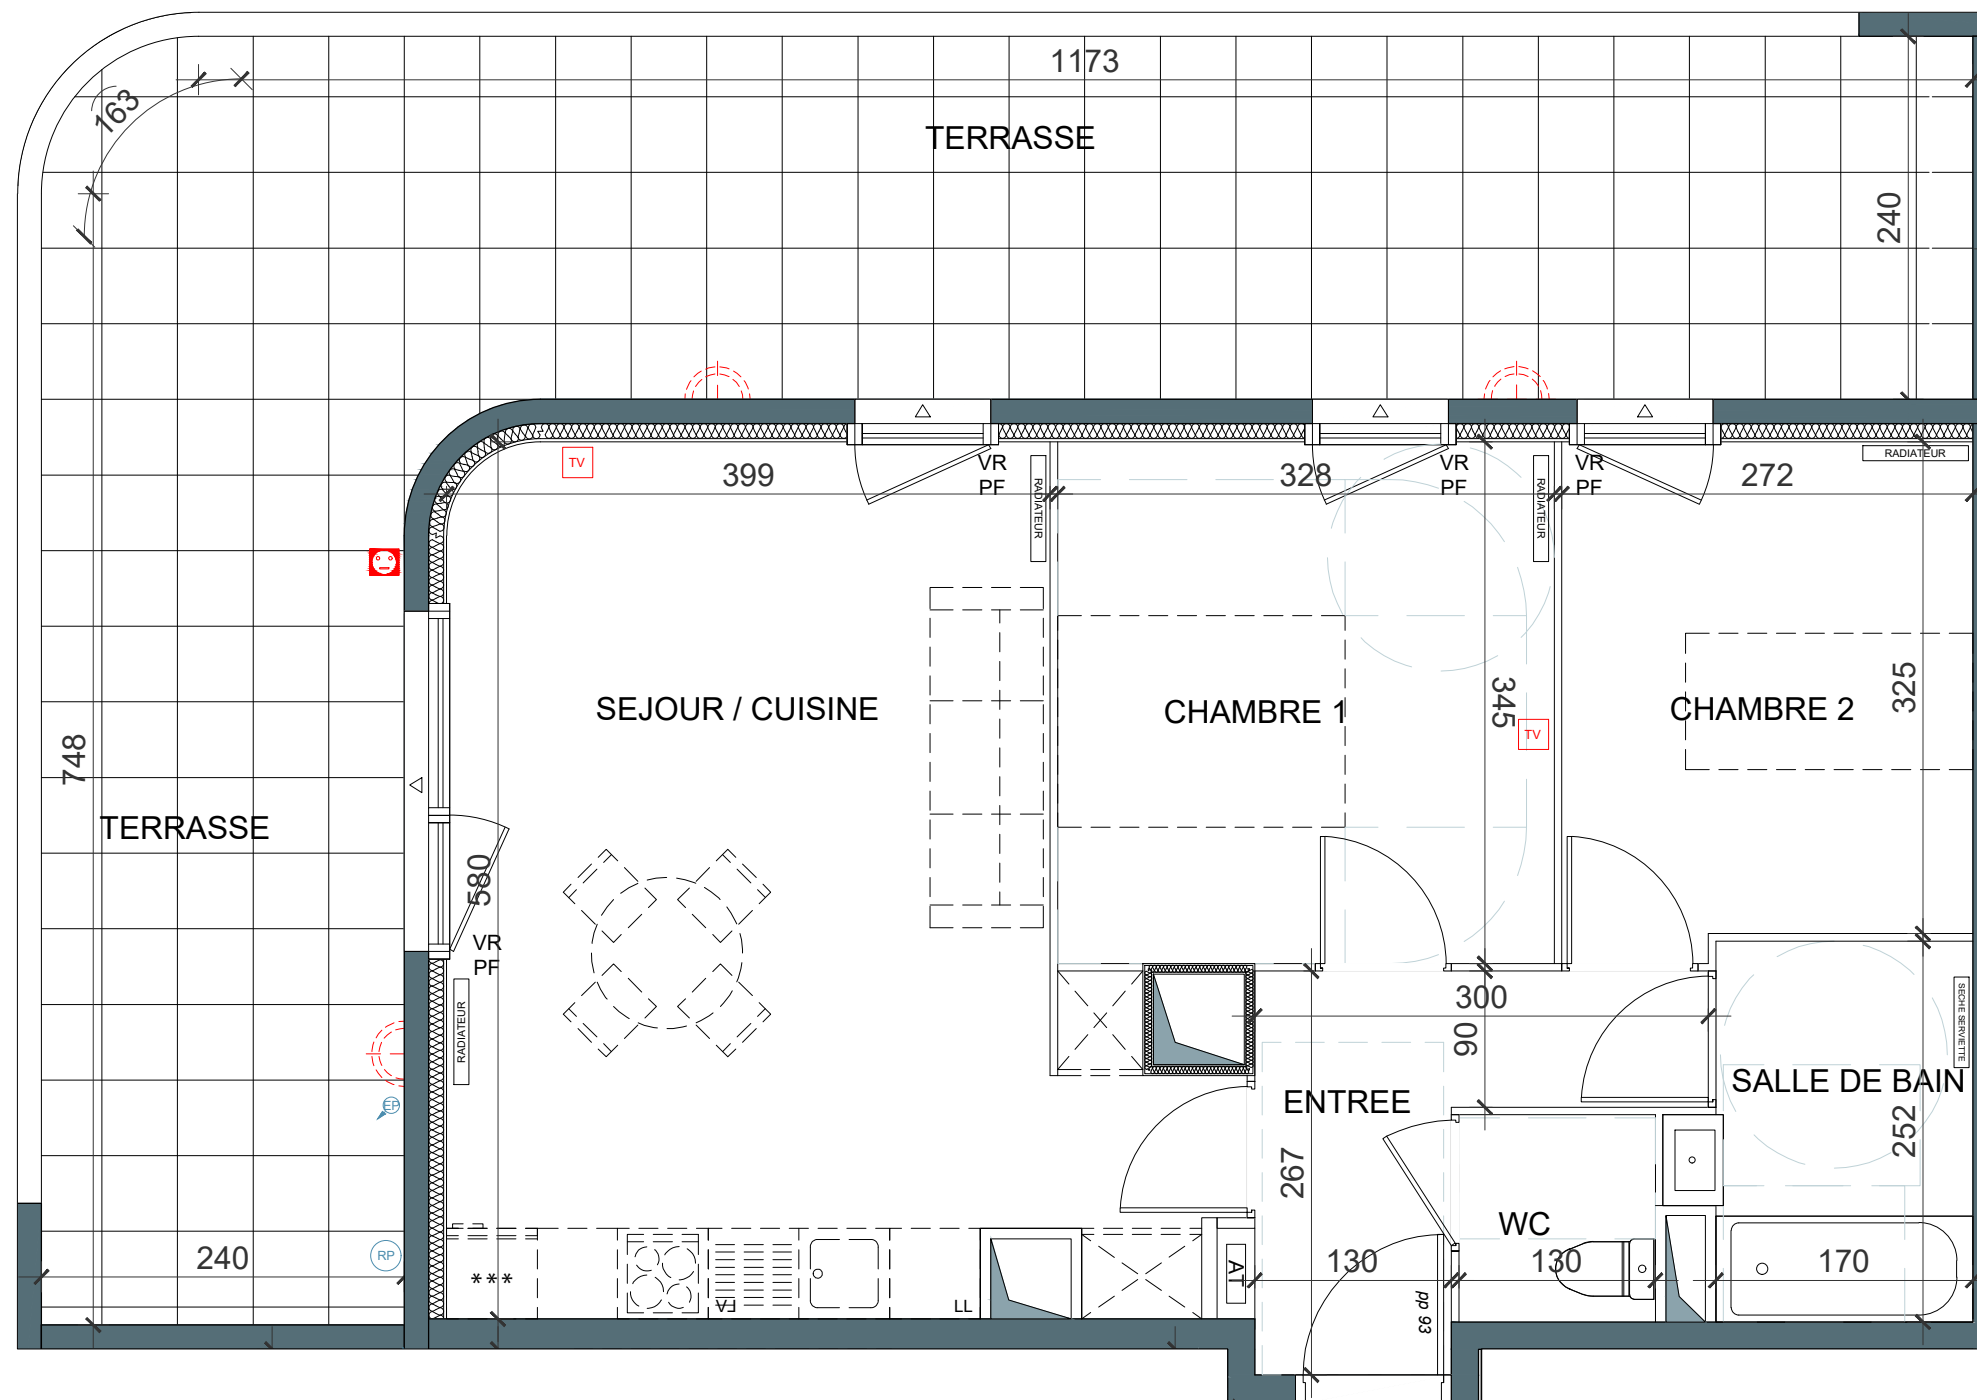 1173
163
TERRASSE
240
TV
399
VR
PF
RADIATEUR
328
VR
PF
RADIATEUR
VR
PF
272
RADIATEUR
SEJOUR / CUISINE
CHAMBRE 1
345
TV
CHAMBRE 2
325
748
TERRASSE
580
VR
PF
RADIATEUR
300
90
SECHE SERVIETTE
EP
ENTREE
SALLE DE BAIN
252
267
WC
RP
240
***
LV
LL
AT
130
pp 93
130
170